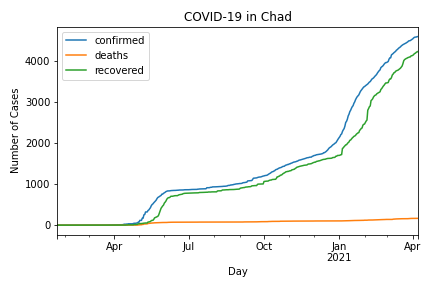 COVID-19 in Chad
confirmed
deaths
recovered
Number of Cases
4000
3000
2000
1000
0
Apr
Jul
Oct
Jan
2021
Apr
Day